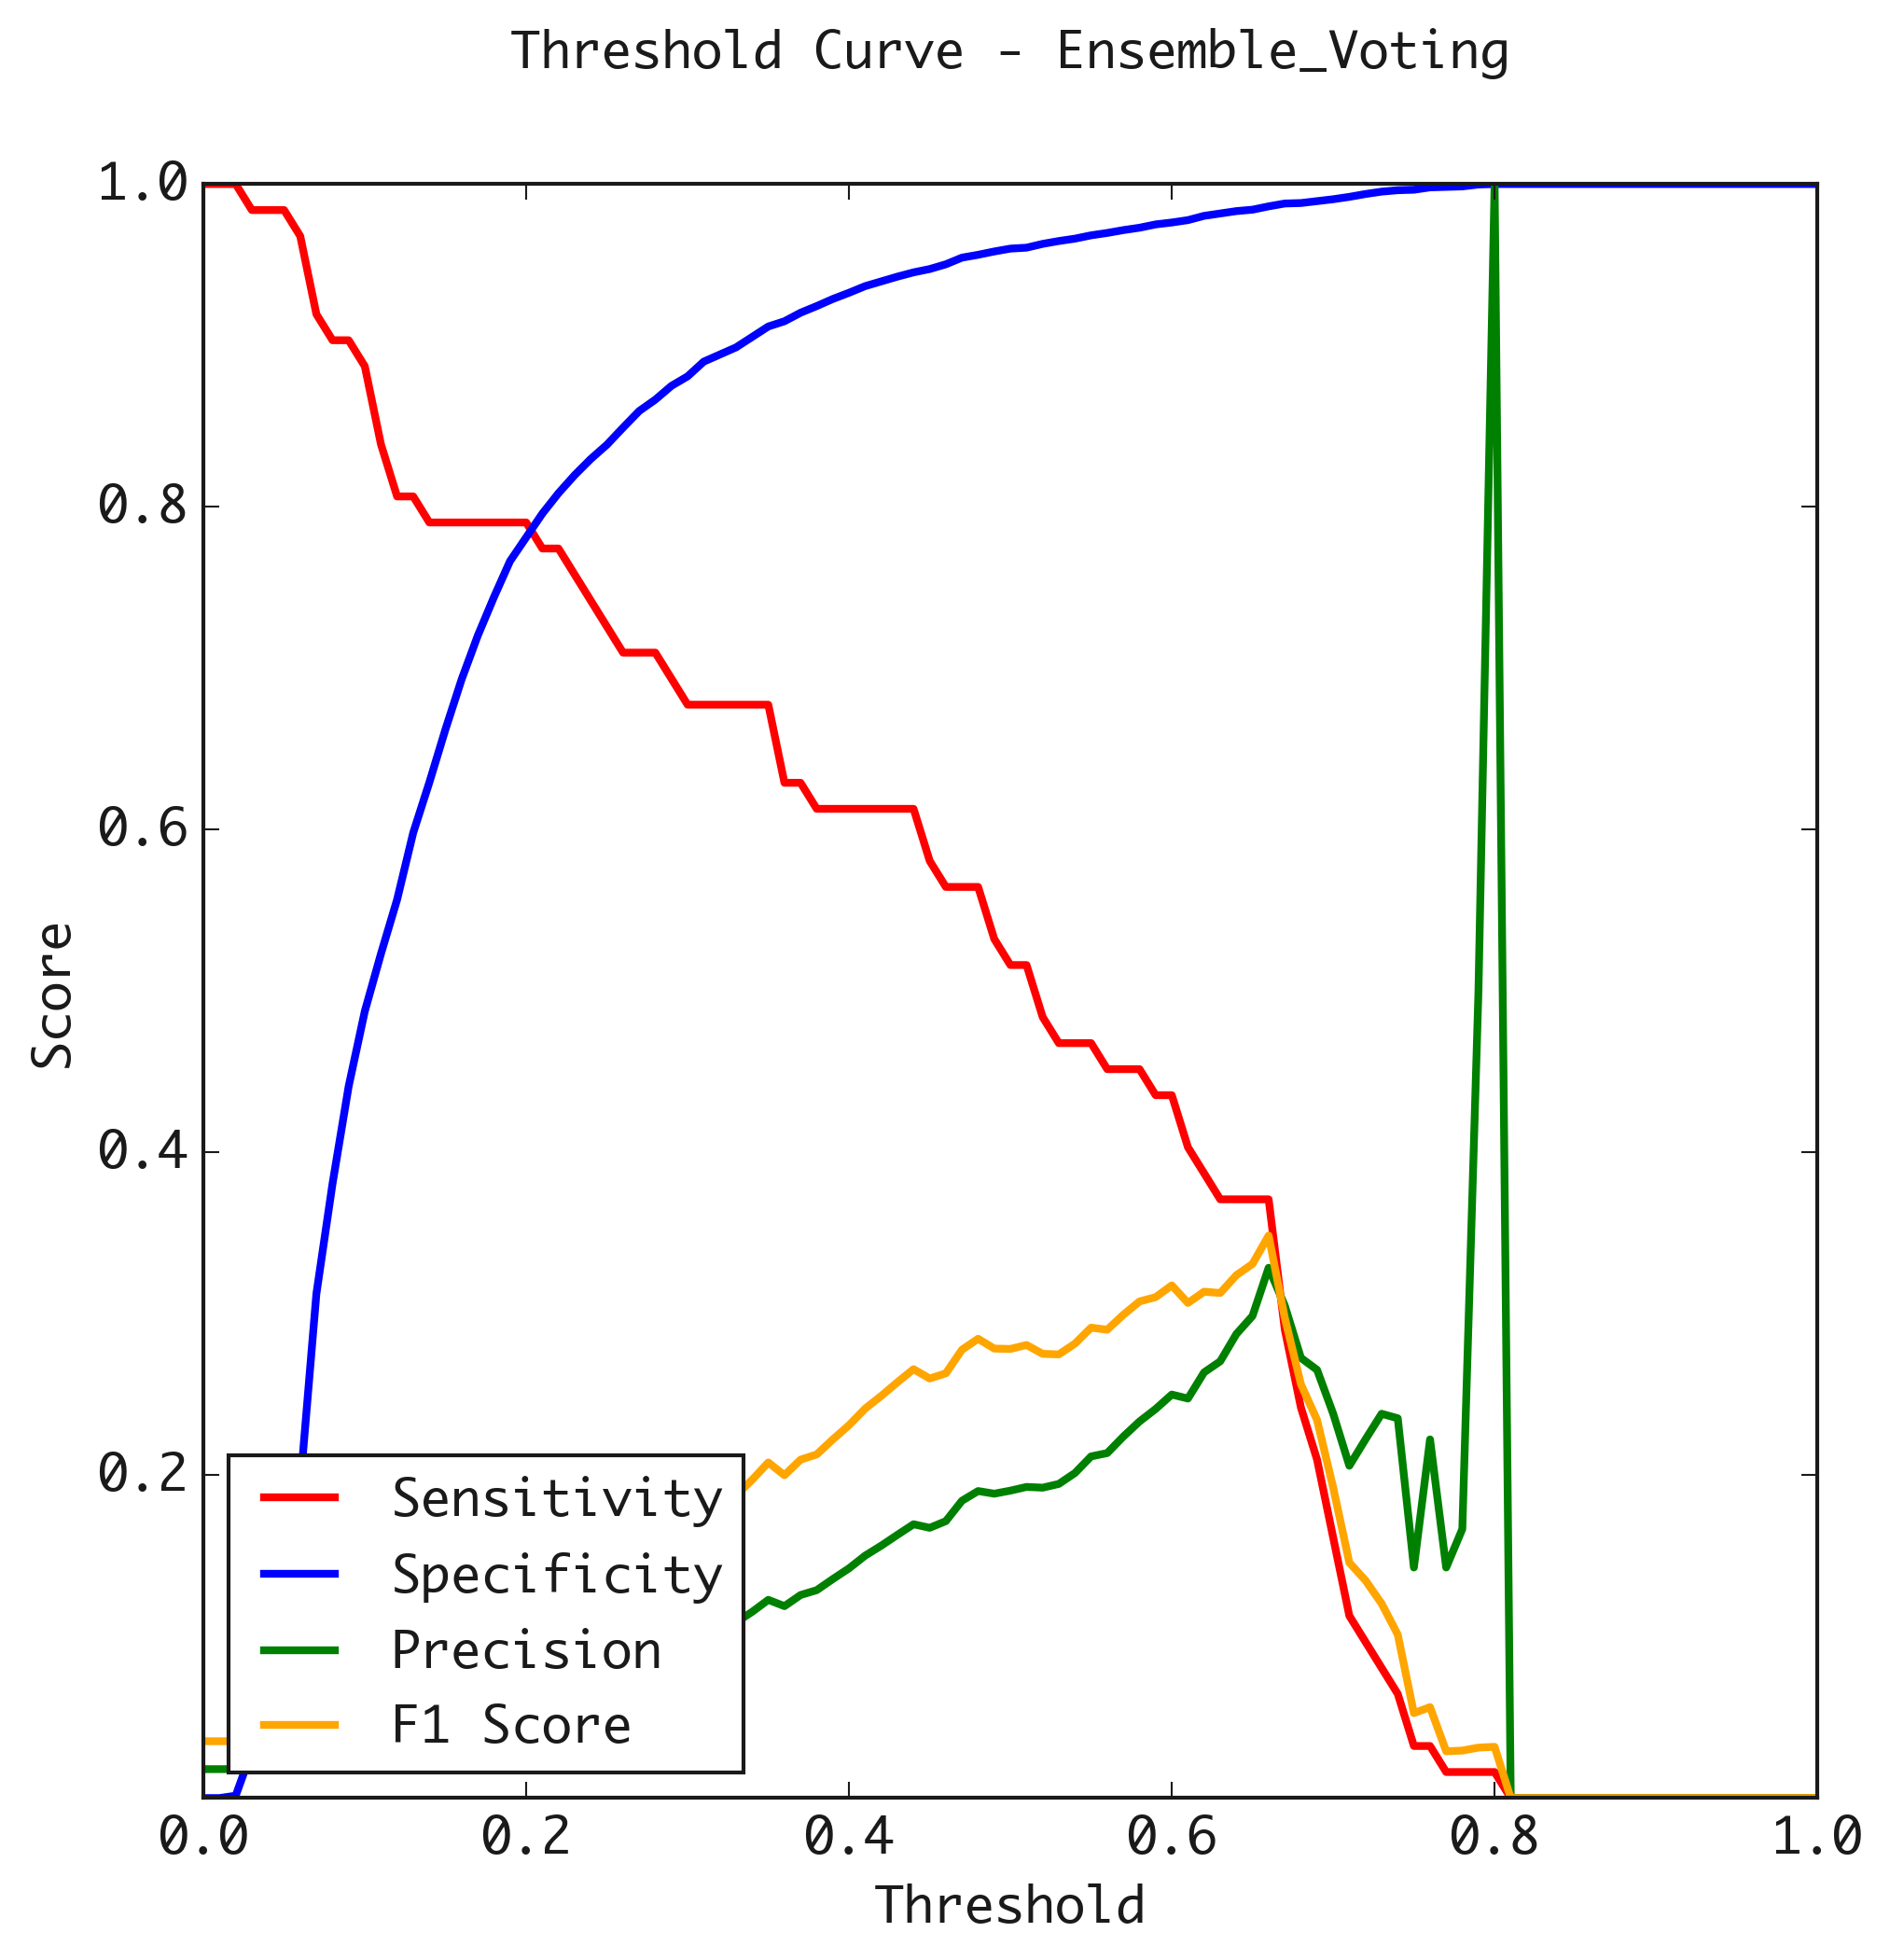 Threshold Curve - Ensemble_Voting
1.0
0.8
0.6
0.4
0.2
Score
Sensitivity
Specificity
Precision
F1 Score
0.0 0.2 0.4 0.6 0.8 1.0
Threshold